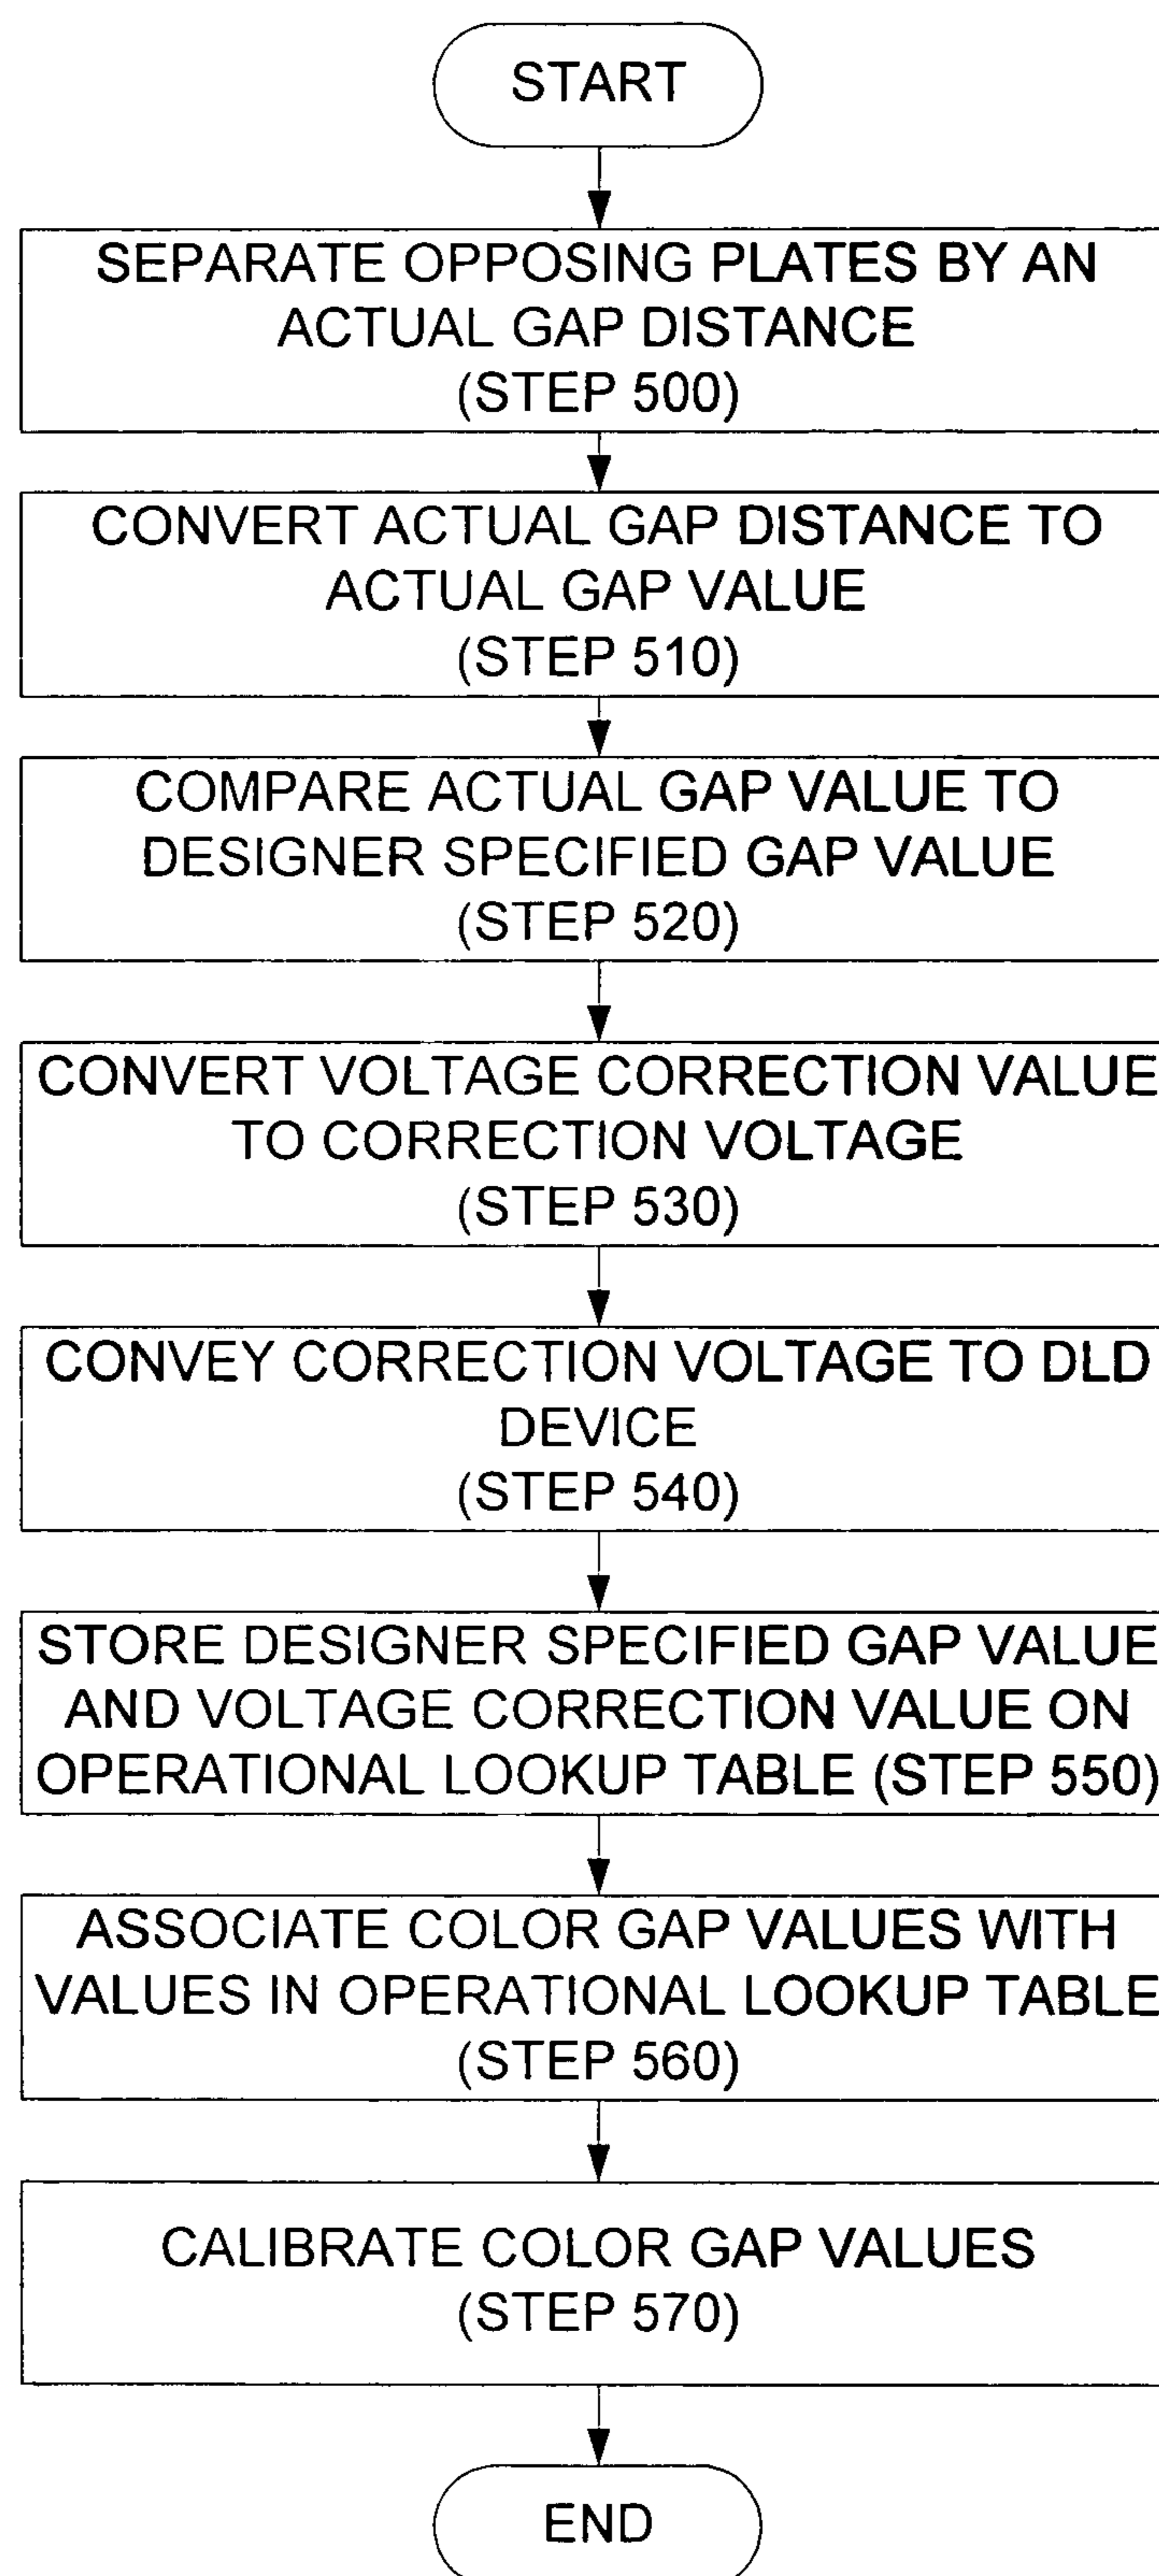 START
SEPARATE OPPOSING PLATES BY AN
ACTUAL GAP DISTANCE
(STEP 500)
CONVERT ACTUAL GAP DISTANCE TO
ACTUAL GAP VALUE
(STEP 510)
COMPARE ACTUAL GAP VALUE TO
DESIGNER SPECIFIED GAP VALUE
(STEP 520)
CONVERT VOLTAGE CORRECTION VALUE
TO CORRECTION VOLTAGE
(STEP 530)
CONVEY CORRECTION VOLTAGE TO DLD
DEVICE
(STEP 540)
STORE DESIGNER SPECIFIED GAP VALUE
AND VOLTAGE CORRECTION VALUE ON
OPERATIONAL LOOKUP TABLE (STEP 550)
ASSOCIATE COLOR GAP VALUES WITH
VALUES IN OPERATIONAL LOOKUP TABLE
(STEP 560)
CALIBRATE COLOR GAP VALUES
(STEP 570)
END